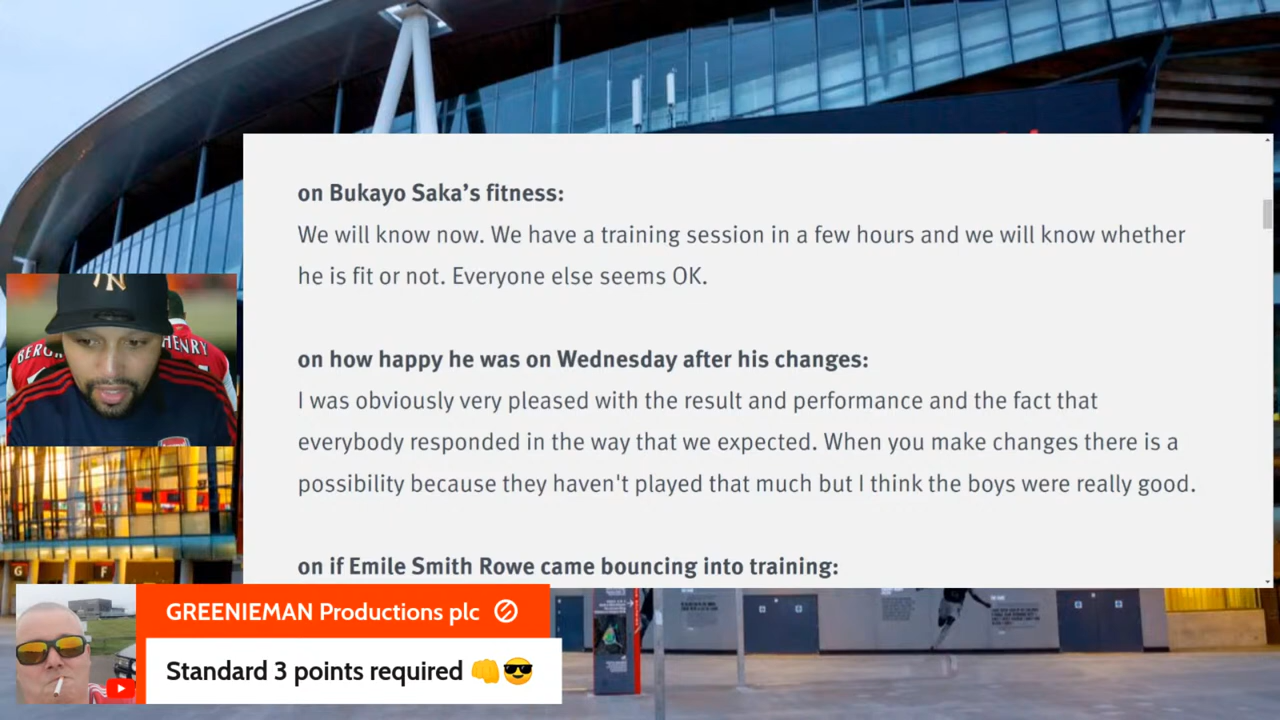 on Bukayo Saka's fitness:
We will know now. We have a training session in a few hours and we will know whether
he is fit or not. Everyone else seems OK.
on how happy he was on Wednesday after his changes:
I was obviously very pleased with the result and performance and the fact that
everybody responded in the way that we expected. When you make changes there is a
possibility because they haven't played that much but I think the boys were really good.
on if Emile Smith Rowe came bouncing into training:
HENRY
G F
GREENIEMAN Productions plc
Standard 3 points required 👊😎